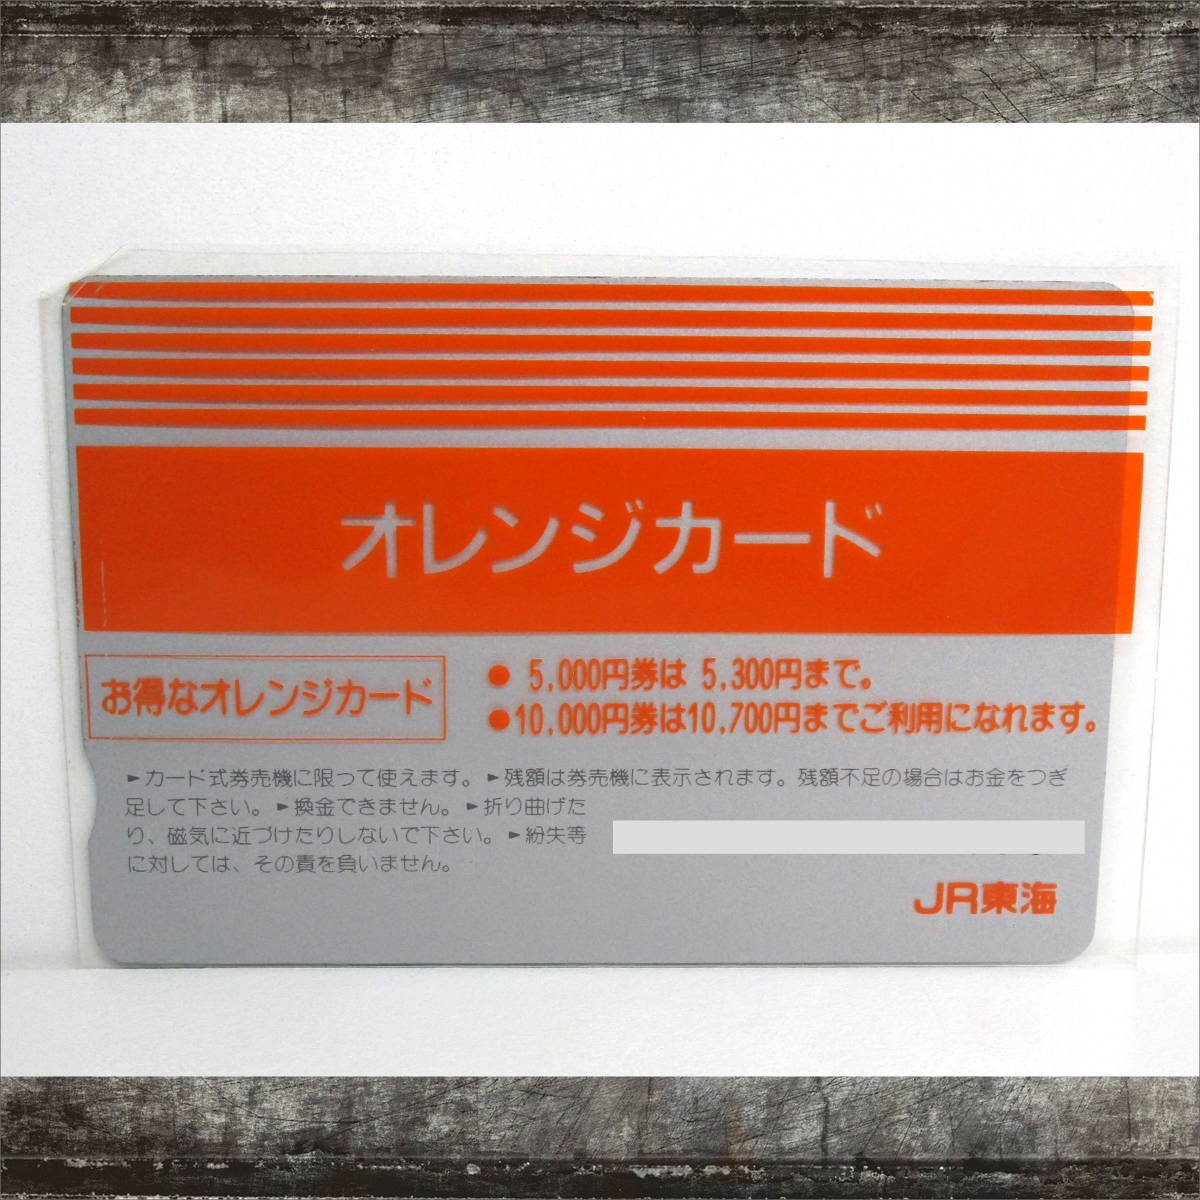 オレンジカード
お得なオレンジカード
● 5,000円券は 5,300円まで。
●10,000円券は10,700円までご利用になれます。
►カード式券売機に限って使えます。►残額は券売機に表示されます。残額不足の場合はお金をつぎ
足して下さい。►換金できません。►折り曲げた
り、磁気に近づけたりしないで下さい。►紛失等
に対しては、その責を負いません。
JR東海